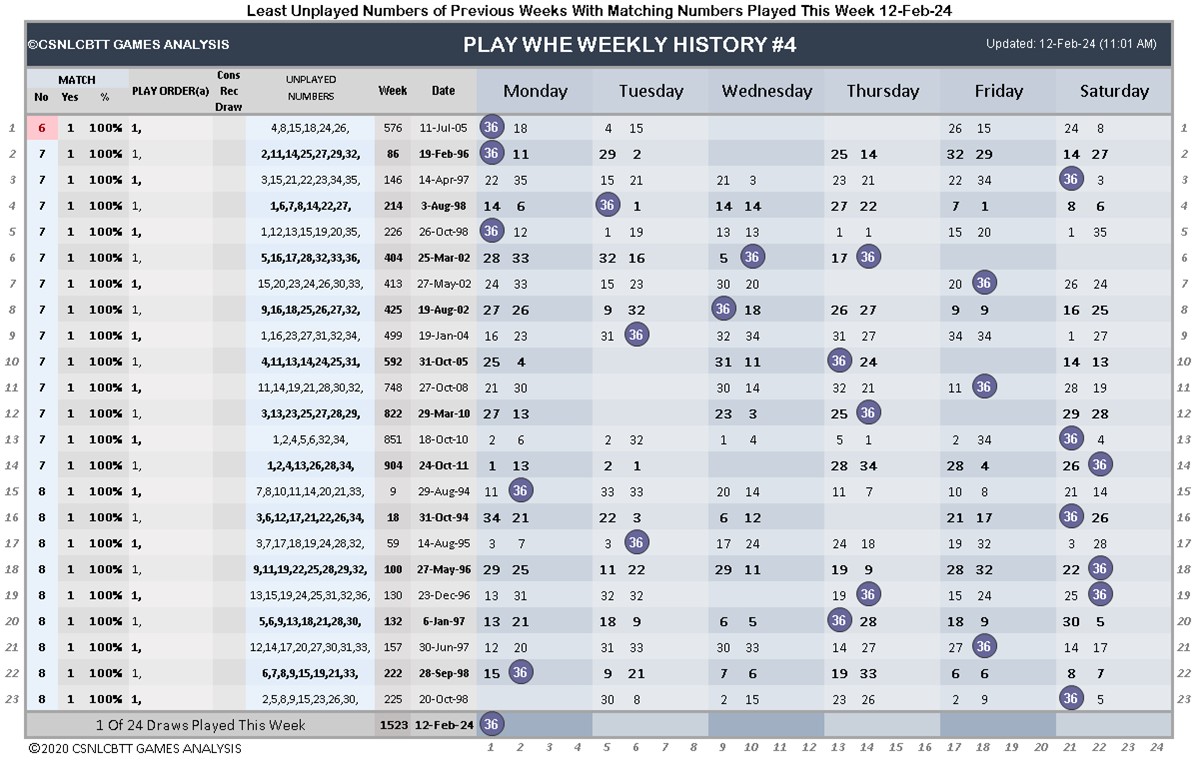 Least Unplayed Numbers of Previous Weeks With Matching Numbers Played This Week 12-Feb-24
©CSNLCBTT GAMES ANALYSIS PLAY WHE WEEKLY HISTORY #4 Updated: 12-Feb-24 (11:01 AM)
MATCH Cons UNPLAYED
No Yes % PLAY ORDER(a) Rec NUMBERS Week Date Monday Tuesday Wednesday Thursday Friday Saturday
Draw
1 6 1 100% 1, 4,8,15,18,24,26, 576 11-Jul-05 36 18 4 15 26 15 24 8 1
2 7 1 100% 1, 2,11,14,25,27,29,32, 86 19-Feb-96 36 11 29 2 25 14 32 29 14 27 2
3 7 1 100% 1, 3,15,21,22,23,34,35, 146 14-Apr-97 22 35 15 21 21 3 23 21 22 34 36 3 3
4 7 1 100% 1, 1,6,7,8,14,22,27, 214 3-Aug-98 14 6 36 1 14 14 27 22 7 1 8 6 4
5 7 1 100% 1, 1,12,13,15,19,20,35, 226 26-Oct-98 36 12 1 19 13 13 1 1 15 20 1 35 5
6 7 1 100% 1, 5,16,17,28,32,33,36, 404 25-Mar-02 28 33 32 16 5 36 17 36 6
7 7 1 100% 1, 15,20,23,24,26,30,33, 413 27-May-02 24 33 15 23 30 20 20 36 26 24 7
8 7 1 100% 1, 9,16,18,25,26,27,32, 425 19-Aug-02 27 26 9 32 36 18 26 27 9 9 16 25 8
9 7 1 100% 1, 1,16,23,27,31,32,34, 499 19-Jan-04 16 23 31 36 32 34 31 27 34 34 1 27 9
10 7 1 100% 1, 4,11,13,14,24,25,31, 592 31-Oct-05 25 4 31 11 36 24 14 13 10
11 7 1 100% 1, 11,14,19,21,28,30,32, 748 27-Oct-08 21 30 30 14 32 21 11 36 28 19 11
12 7 1 100% 1, 3,13,23,25,27,28,29, 822 29-Mar-10 27 13 23 3 25 36 29 28 12
13 7 1 100% 1, 1,2,4,5,6,32,34, 851 18-Oct-10 2 6 2 32 1 4 5 1 2 34 36 4 13
14 7 1 100% 1, 1,2,4,13,26,28,34, 904 24-Oct-11 1 13 2 1 28 34 28 4 26 36 14
15 8 1 100% 1, 7,8,10,11,14,20,21,33, 9 29-Aug-94 11 36 33 33 20 14 11 7 10 8 21 14 15
16 8 1 100% 1, 3,6,12,17,21,22,26,34, 18 31-Oct-94 34 21 22 3 6 12 21 17 36 26 16
17 8 1 100% 1, 3,7,17,18,19,24,28,32, 59 14-Aug-95 3 7 3 36 17 24 24 18 19 32 3 28 17
18 8 1 100% 1, 9,11,19,22,25,28,29,32, 100 27-May-96 29 25 11 22 29 11 19 9 28 32 22 36 18
19 8 1 100% 1, 13,15,19,24,25,31,32,36, 130 23-Dec-96 13 31 32 32 19 36 15 24 25 36 19
20 8 1 100% 1, 5,6,9,13,18,21,28,30, 132 6-Jan-97 13 21 18 9 6 5 36 28 18 9 30 5 20
21 8 1 100% 1, 12,14,17,20,27,30,31,33, 157 30-Jun-97 12 20 31 33 30 33 14 27 27 36 14 17 21
22 8 1 100% 1, 6,7,8,9,15,19,21,33, 222 28-Sep-98 15 36 9 21 7 6 19 33 6 6 8 7 22
23 8 1 100% 1, 2,5,8,9,15,23,26,30, 225 20-Oct-98 30 8 2 15 23 26 2 9 36 5 23
1 Of 24 Draws Played This Week 1523 12-Feb-24 36
©2020 CSNLCBTT GAMES ANALYSIS 1 2 3 4 5 6 7 8 9 10 11 12 13 14 15 16 17 18 19 20 21 22 23 24